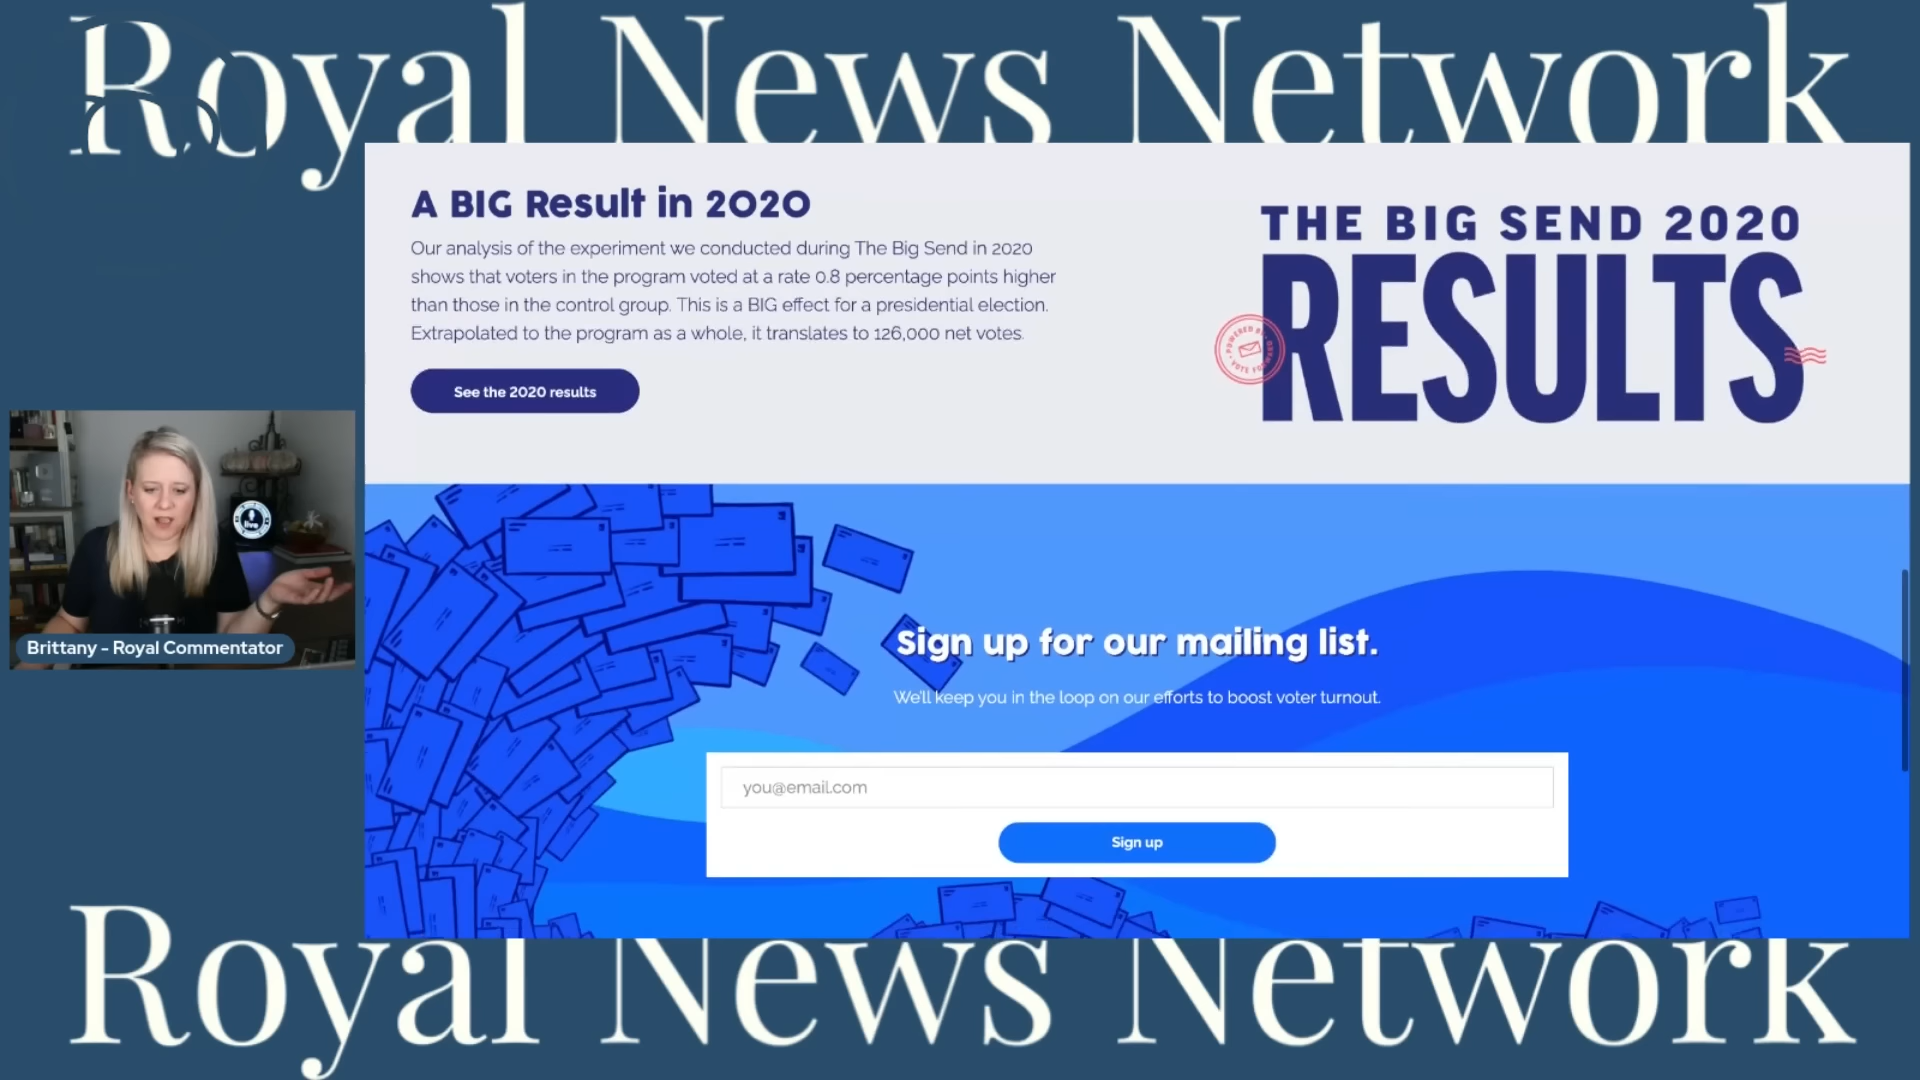 Royal News Network
A BIG Result in 2020
Our analysis of the experiment we conducted during The Big Send in 2020
shows that voters in the program voted at a rate 0.8 percentage points higher
than those in the control group. This is a BIG effect for a presidential election.
Extrapolated to the program as a whole, it translates to 126,000 net votes.
See the 2020 results
THE BIG SEND 2020
RESULTS
POWERED BY
VOTE FORWARD
live
Brittany - Royal Commentator
Sign up for our mailing list.
We'll keep you in the loop on our efforts to boost voter turnout.
you@email.com
Sign up
Royal News Network